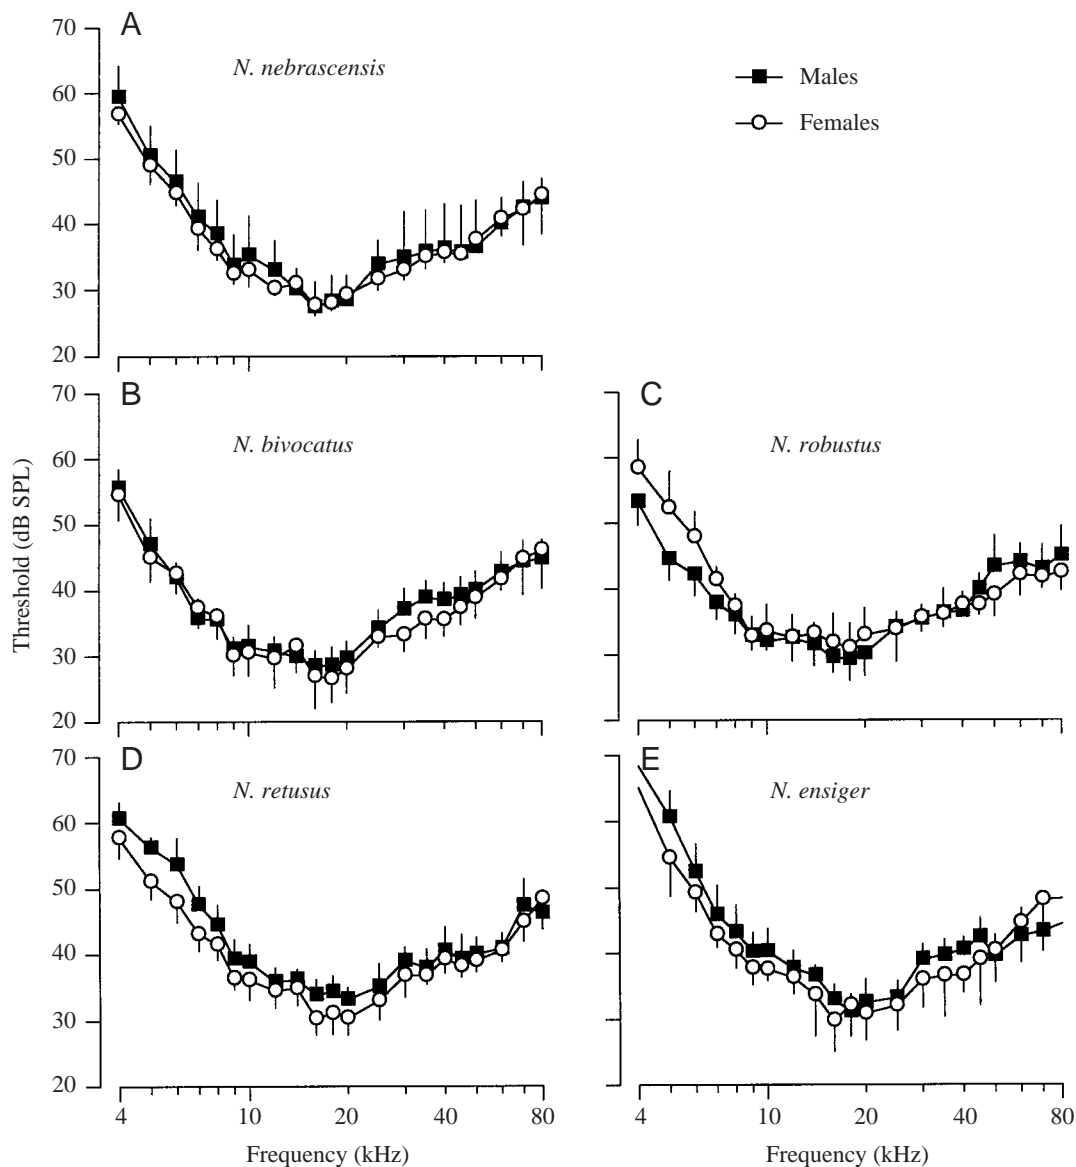 A
N. nebrascensis
Males
Females
70
60
50
40
30
20
B
N. bivocatus
70
60
50
40
30
20
C
N. robustus
Threshold (dB SPL)
D
N. retusus
70
60
50
40
30
20
4 10 20 40 80
Frequency (kHz)
E
N. ensiger
4 10 20 40 80
Frequency (kHz)